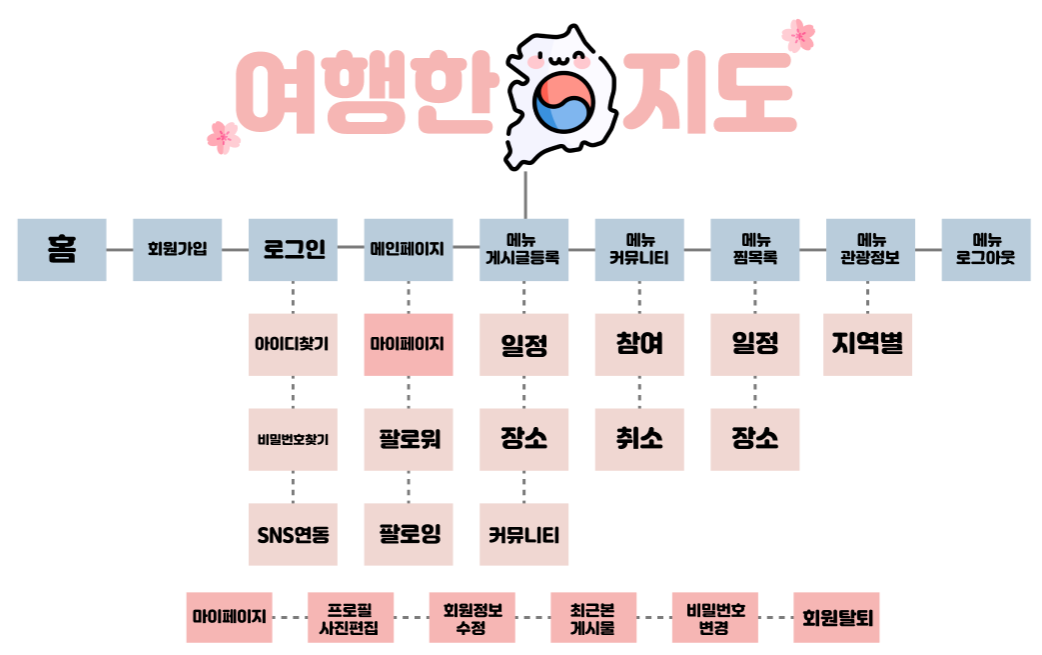 여행한 지도
홈
회원가입
로그인
메인페이지
메뉴
게시글등록
메뉴
커뮤니티
메뉴
찜목록
메뉴
관광정보
메뉴
로그아웃
아이디찾기
마이페이지
일정
참여
일정
지역별
비밀번호찾기
팔로워
장소
취소
장소
SNS연동
팔로잉
커뮤니티
마이페이지
프로필
사진편집
회원정보
수정
최근본
게시물
비밀번호
변경
회원탈퇴